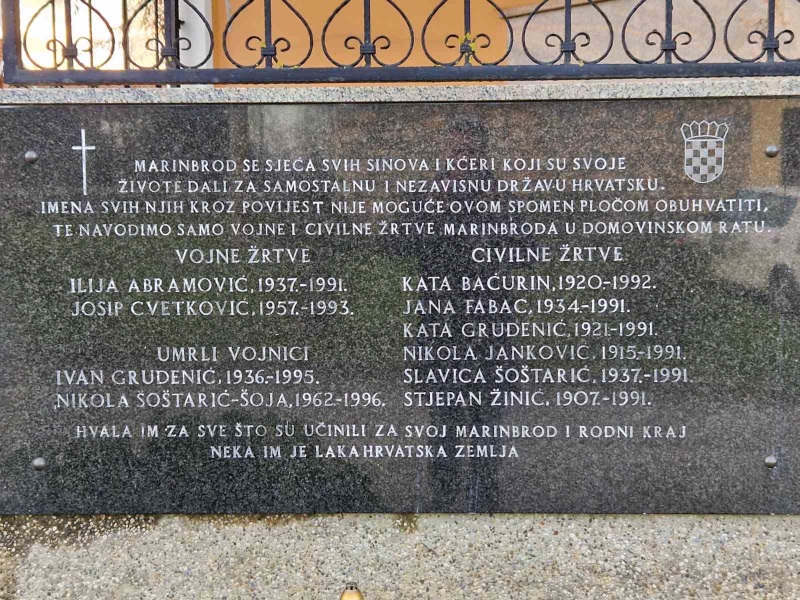 MARINBROD SE SJEĆA SVIH SINOVA I KĆERI KOJI SU SVOJE
ŽIVOTE DALI ZA SAMOSTALNU I NEZAVISNU DRŽAVU HRVATSKU.
IMENA SVIH NJIH KROZ POVIJEST NIJE MOGUĆE OVOM SPOMEN PLOČOM OBUHVATITI,
TE NAVODIMO SAMO VOJNE I CIVILNE ŽRTVE MARINBRODA U DOMOVINSKOM RATU.
VOJNE ŽRTVE
ILIJA ABRAMOVIĆ, 1937.-1991.
JOSIP CVETKOVIĆ, 1957.-1993.
UMRLI VOJNICI
IVAN GRUDENIĆ, 1936.-1995.
NIKOLA ŠOŠTARIĆ-ŠOJA, 1962.-1996.
CIVILNE ŽRTVE
KATA BAĆURIN, 1920.-1992.
JANA FABAC, 1934.-1991.
KATA GRUDENIĆ, 1921.-1991.
NIKOLA JANKOVIĆ, 1915.-1991.
SLAVICA ŠOŠTARIĆ, 1937.-1991.
STJEPAN ŽINIĆ, 1907.-1991.
HVALA IM ZA SVE ŠTO SU UČINILI ZA SVOJ MARINBROD I RODNI KRAJ
NEKA IM JE LAKA HRVATSKA ZEMLJA